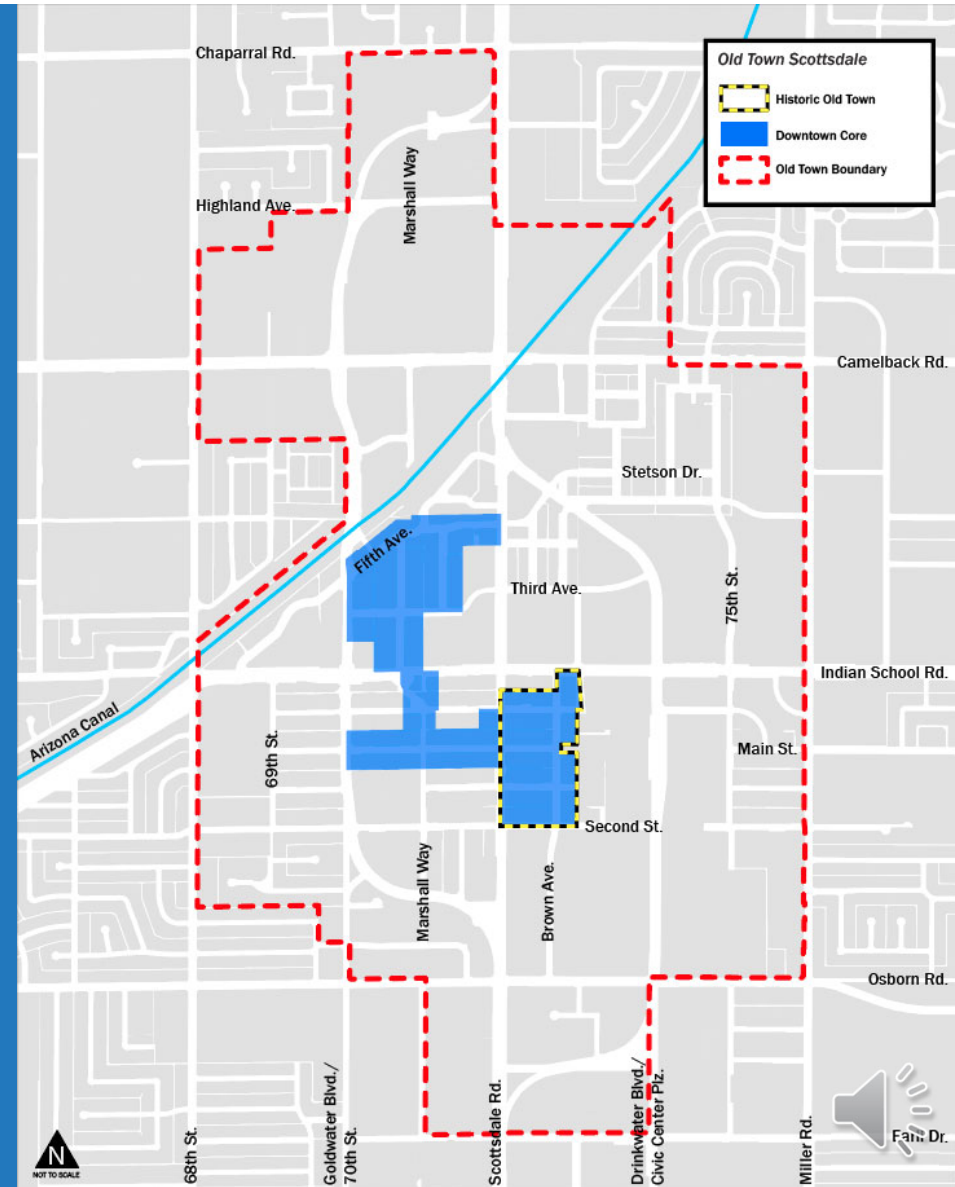 Chaparral Rd.
Old Town Scottsdale
Historic Old Town
Downtown Core
Old Town Boundary
Highland Ave.
Marshall Way
Camelback Rd.
Stetson Dr.
Fifth Ave.
Third Ave.
75th St.
Indian School Rd.
Arizona Canal
69th St.
Main St.
Second St.
Marshall Way
Brown Ave.
Osborn Rd.
68th St.
Goldwater Blvd./
70th St.
Scottsdale Rd.
Drinkwater Blvd./
Civic Center Plz.
Miller Rd.
Dr.
N
NOT TO SCALE